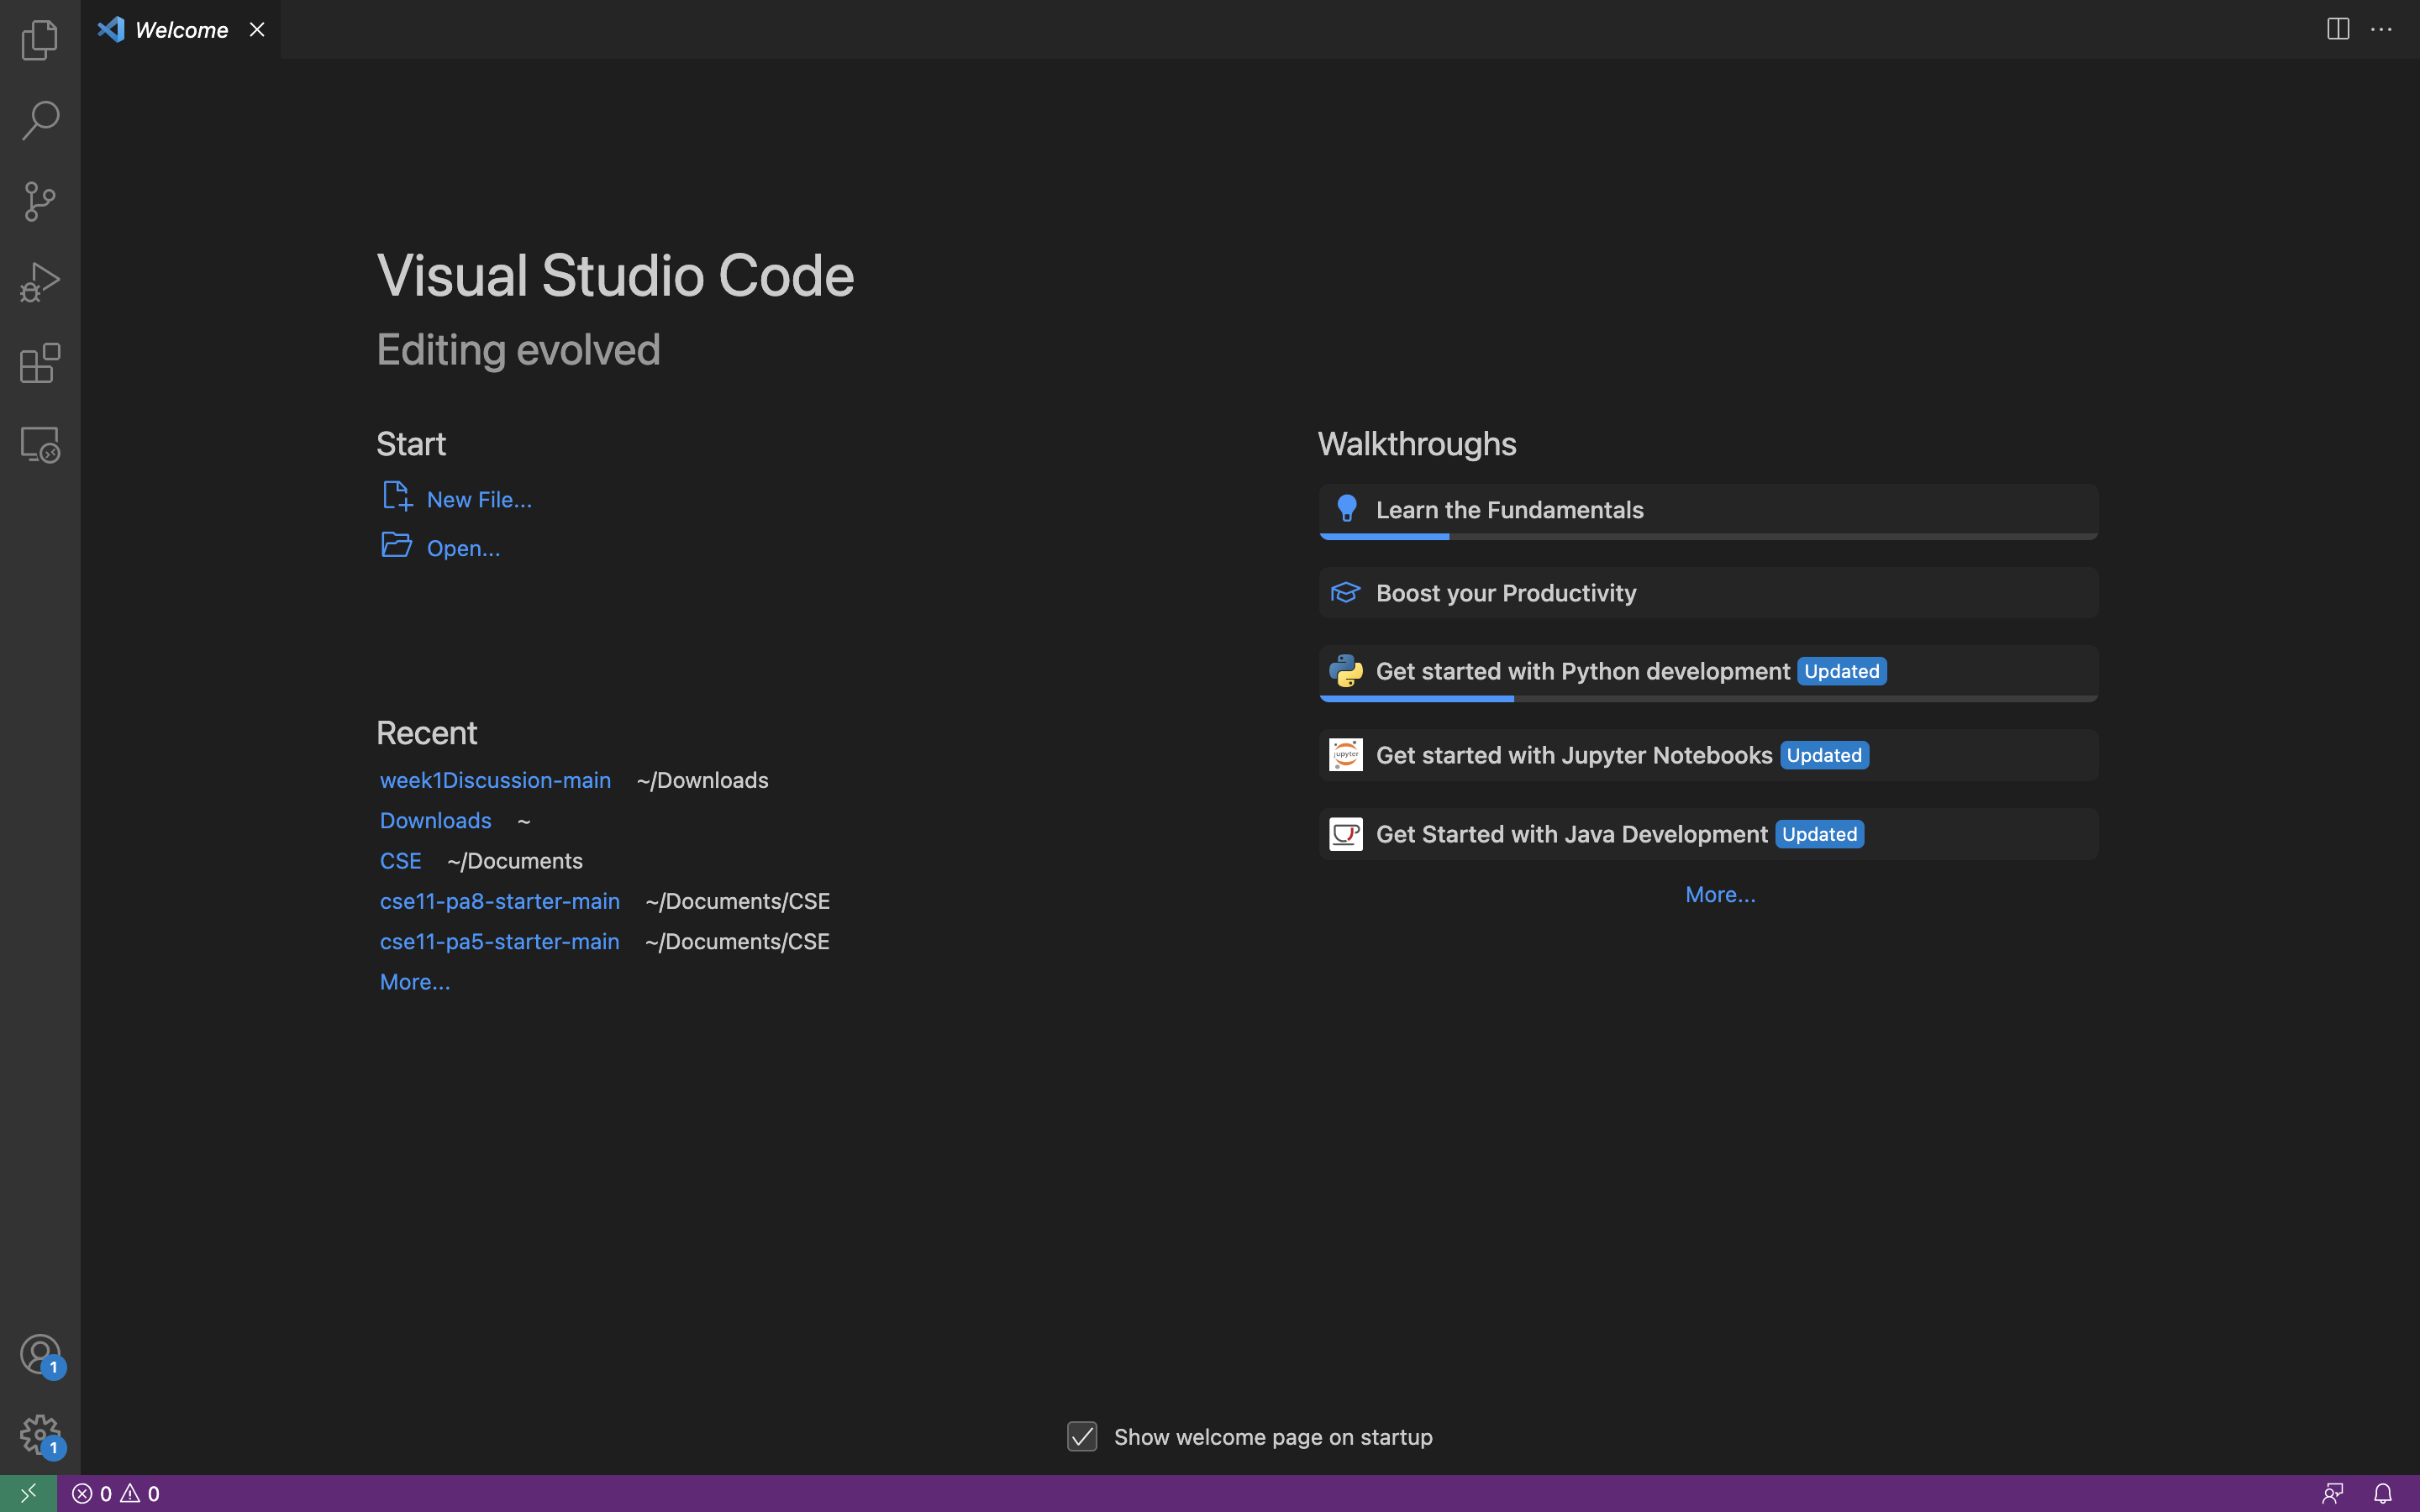 Welcome
Visual Studio Code
Editing evolved
Start
New File...
Open...
Recent
week1Discussion-main ~/Downloads
Downloads ~
CSE ~/Documents
cse11-pa8-starter-main ~/Documents/CSE
cse11-pa5-starter-main ~/Documents/CSE
More...
Walkthroughs
Learn the Fundamentals
Boost your Productivity
Get started with Python development Updated
jupyter
Get started with Jupyter Notebooks Updated
Get Started with Java Development Updated
More...
1
1
Show welcome page on startup
0 0